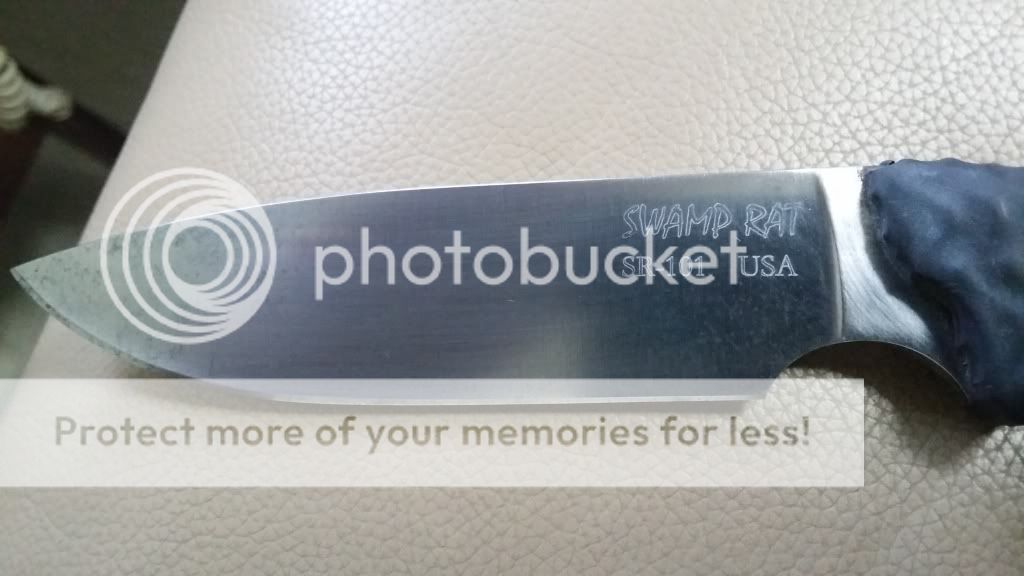 SWAMP RAT
SR-101 USA
photobucket
Protect more of your memories for less!